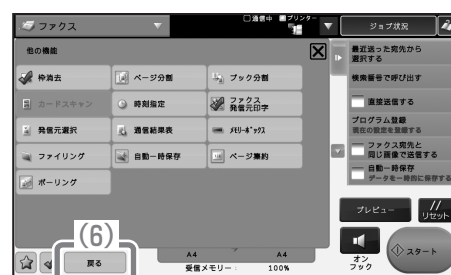 ファクス
通信中
プリンター
ジョブ状況
他の機能
枠消去
ページ分割
ブック分割
カードスキャン
時刻指定
ファクス
発信元印字
発信元選択
通信結果表
メモリーボックス
ファイリング
自動一時保存
ページ集約
ポーリング
最近送った宛先から
選択する
検索番号で呼び出す
直接送信する
プログラム登録
現在の設定を登録する
ファクス宛先と
同じ画像で送信する
自動一時保存
データを一時的に保存する
プレビュー
リセット
(6)
戻る
A4
A4
受信メモリー:
100%
オン
フック
スタート